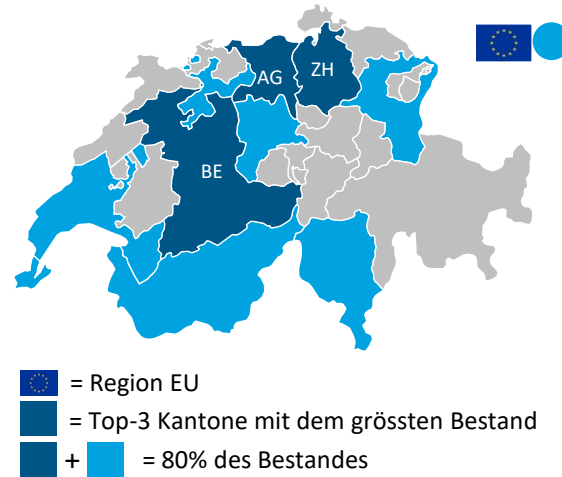 AG
ZH
BE
= Region EU
= Top-3 Kantone mit dem grössten Bestand
+ = 80% des Bestandes